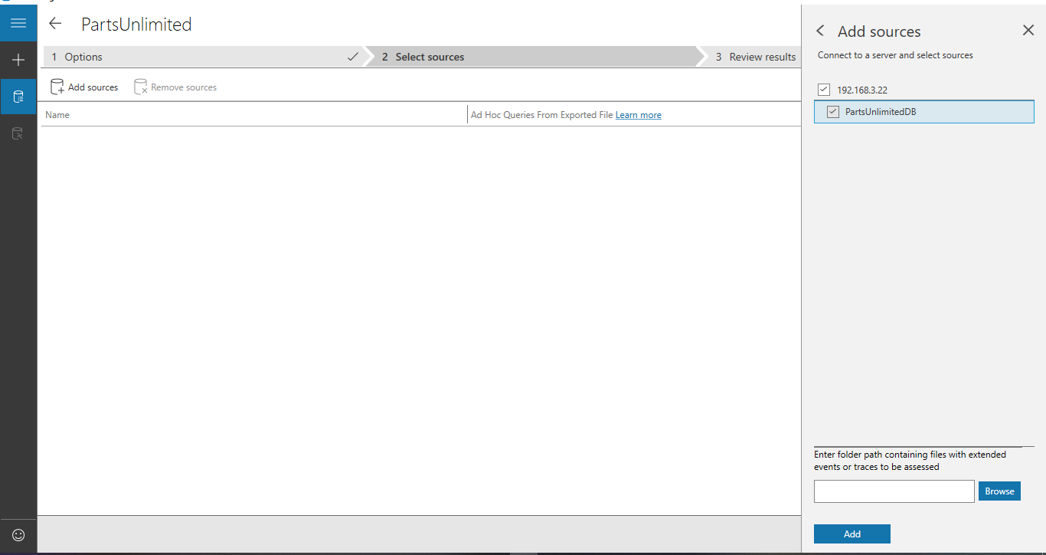 PartsUnlimited
1 Options
2 Select sources
3 Review results
Add sources
Remove sources
Name
Ad Hoc Queries From Exported File Learn more
Add sources
Connect to a server and select sources
192.168.3.22
PartsUnlimitedDB
Enter folder path containing files with extended
events or traces to be assessed
Browse
Add